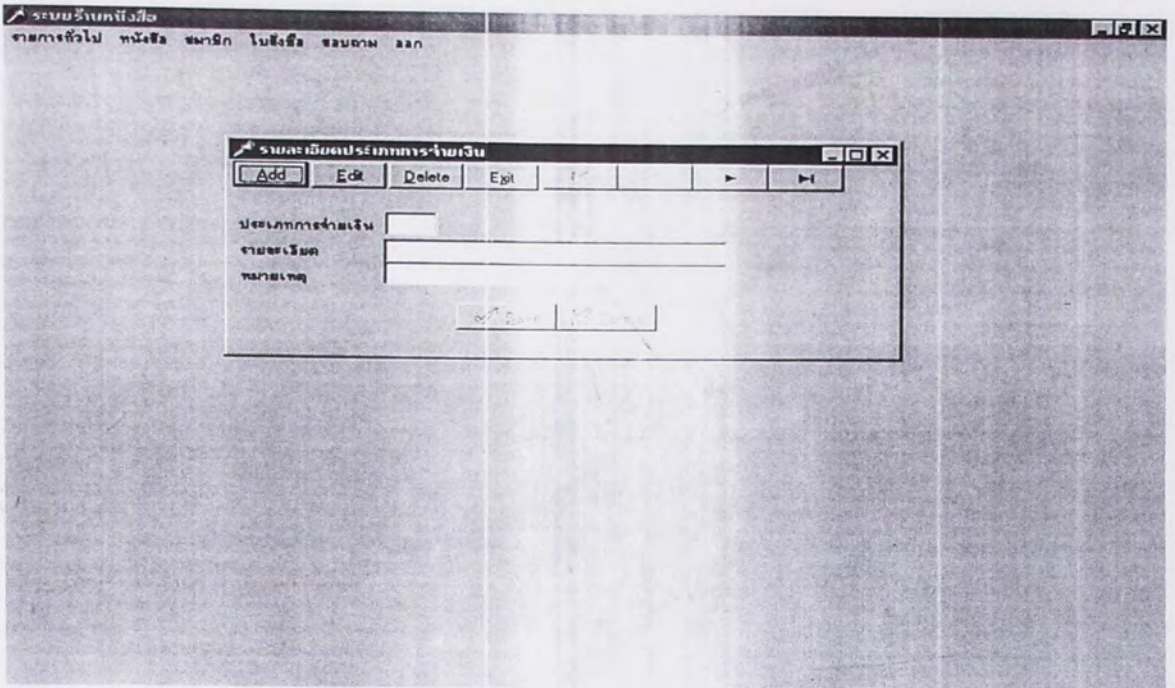 ระบบร้านหนังสือ
รายการทั่วไป หนังสือ สมาชิก ใบสั่งซื้อ สอบถาม ออก
รายละเอียดประเภทการจ่ายเงิน
Add Edit Delete Exit
ประเภทการจ่ายเงิน
รายละเอียด
หมายเหตุ
Save Cancel